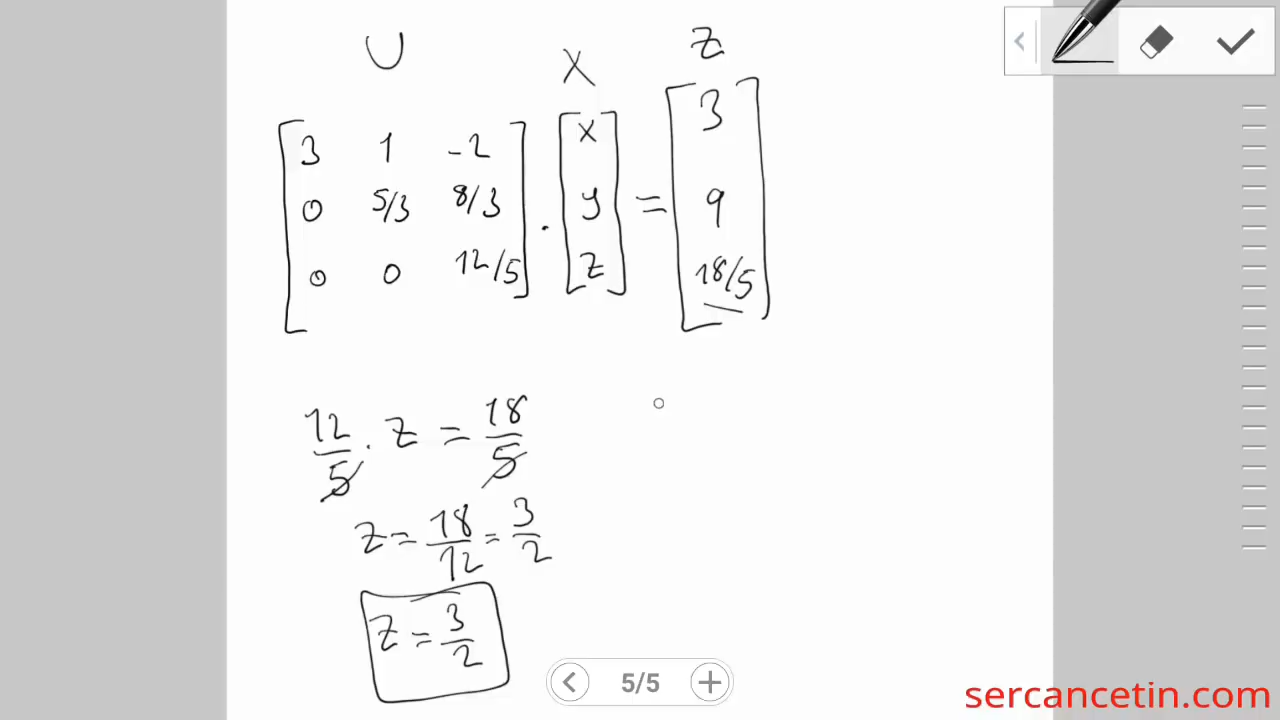 U X Z
[3 1 -2] [x] [3]
[0 5/3 8/3] . [y] = [9]
[0 0 12/5] [z] [18/5]
12/5 . z = 18/5
z = 18/12 = 3/2
z = 3/2
5/5
sercancetin.com